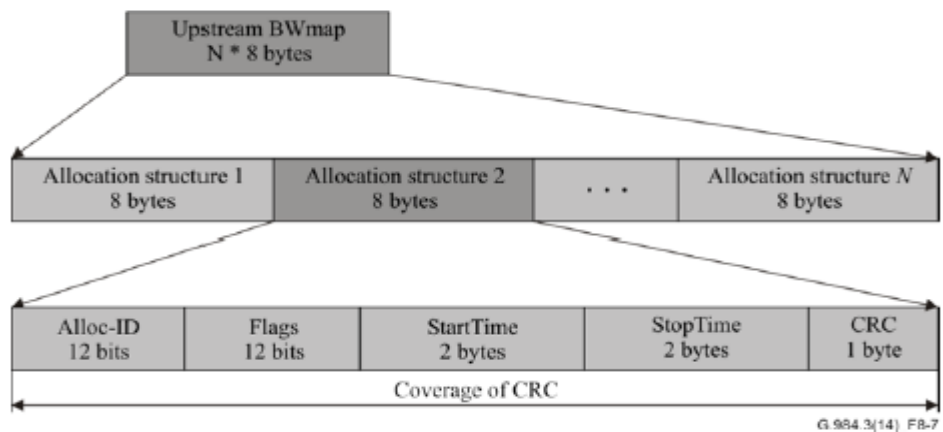 Upstream BWmap
N * 8 bytes
Allocation structure 1
8 bytes
Allocation structure 2
8 bytes
. . .
Allocation structure N
8 bytes
Alloc-ID
12 bits
Flags
12 bits
StartTime
2 bytes
StopTime
2 bytes
CRC
1 byte
Coverage of CRC
G.984.3(14)_F8-7